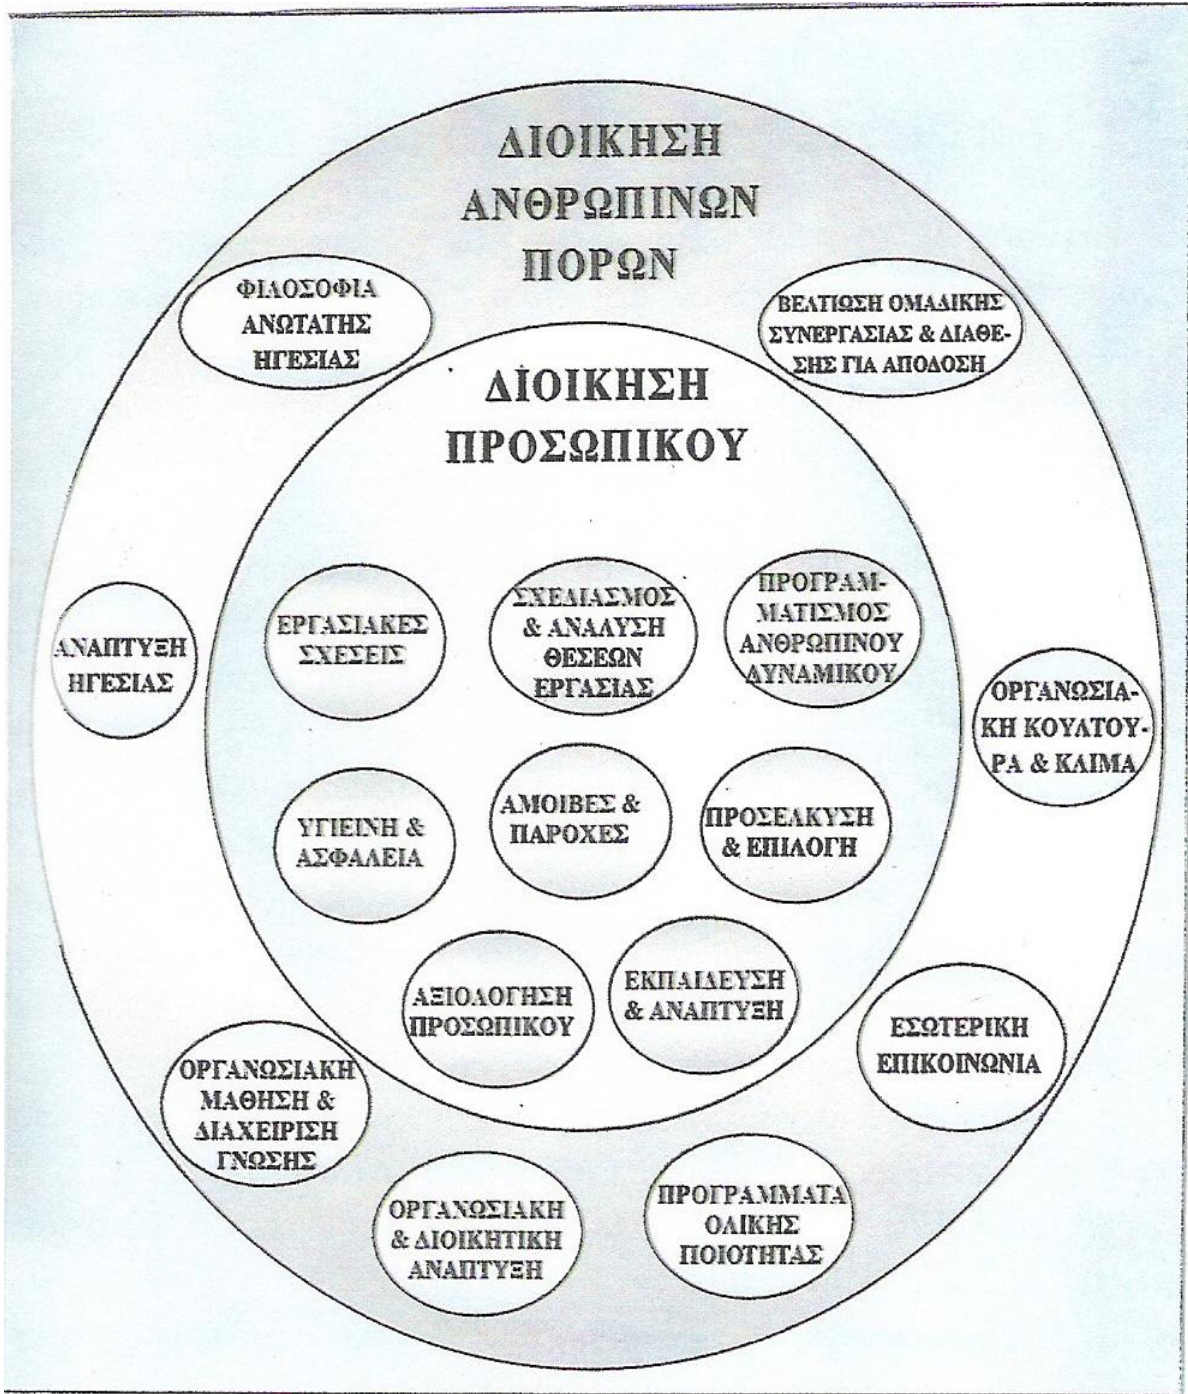 ΔΙΟΙΚΗΣΗ
ΑΝΘΡΩΠΙΝΩΝ
ΠΟΡΩΝ
ΦΙΛΟΣΟΦΙΑ
ΑΝΩΤΑΤΗΣ
ΗΓΕΣΙΑΣ
ΒΕΛΤΙΩΣΗ ΟΜΑΔΙΚΗΣ
ΣΥΝΕΡΓΑΣΙΑΣ & ΔΙΑΘΕ-
ΣΗΣ ΓΙΑ ΑΠΟΔΟΣΗ
ΔΙΟΙΚΗΣΗ
ΠΡΟΣΩΠΙΚΟΥ
ΕΡΓΑΣΙΑΚΕΣ
ΣΧΕΣΕΙΣ
ΣΧΕΔΙΑΣΜΟΣ
& ΑΝΑΛΥΣΗ
ΘΕΣΕΩΝ
ΕΡΓΑΣΙΑΣ
ΠΡΟΓΡΑΜ-
ΜΑΤΙΣΜΟΣ
ΑΝΘΡΩΠΙΝΟΥ
ΔΥΝΑΜΙΚΟΥ
ΑΝΑΠΤΥΞΗ
ΗΓΕΣΙΑΣ
ΟΡΓΑΝΩΣΙΑ-
ΚΗ ΚΟΥΛΤΟΥ-
ΡΑ & ΚΛΙΜΑ
ΥΓΙΕΙΝΗ &
ΑΣΦΑΛΕΙΑ
ΑΜΟΙΒΕΣ &
ΠΑΡΟΧΕΣ
ΠΡΟΣΕΛΚΥΣΗ
& ΕΠΙΛΟΓΗ
ΑΞΙΟΛΟΓΗΣΗ
ΠΡΟΣΩΠΙΚΟΥ
ΕΚΠΑΙΔΕΥΣΗ
& ΑΝΑΠΤΥΞΗ
ΕΣΩΤΕΡΙΚΗ
ΕΠΙΚΟΙΝΩΝΙΑ
ΟΡΓΑΝΩΣΙΑΚΗ
ΜΑΘΗΣΗ &
ΔΙΑΧΕΙΡΙΣΗ
ΓΝΩΣΗΣ
ΟΡΓΑΝΩΣΙΑΚΗ
& ΔΙΟΙΚΗΤΙΚΗ
ΑΝΑΠΤΥΞΗ
ΠΡΟΓΡΑΜΜΑΤΑ
ΟΛΙΚΗΣ
ΠΟΙΟΤΗΤΑΣ